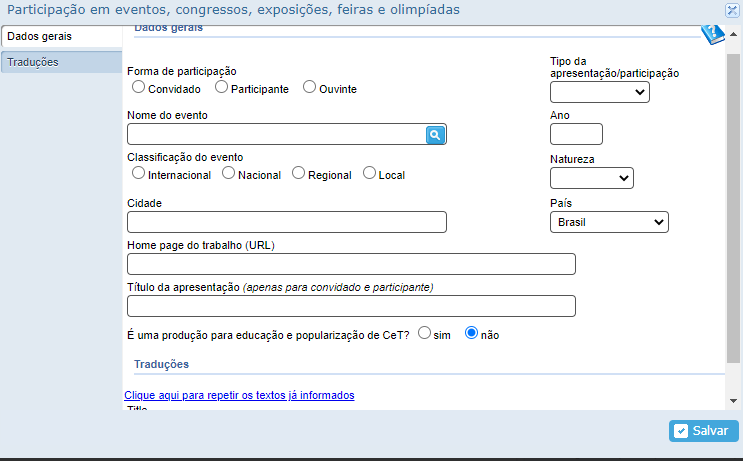 Participação em eventos, congressos, exposições, feiras e olimpíadas
Dados gerais
Traduções
Dados gerais
Forma de participação
Convidado Participante Ouvinte
Tipo da
apresentação/participação
Nome do evento
Ano
Classificação do evento
Internacional Nacional Regional Local
Natureza
Cidade
País
Brasil
Home page do trabalho (URL)
Título da apresentação (apenas para convidado e participante)
É uma produção para educação e popularização de CeT? sim não
Traduções
Clique aqui para repetir os textos já informados
Title
Salvar